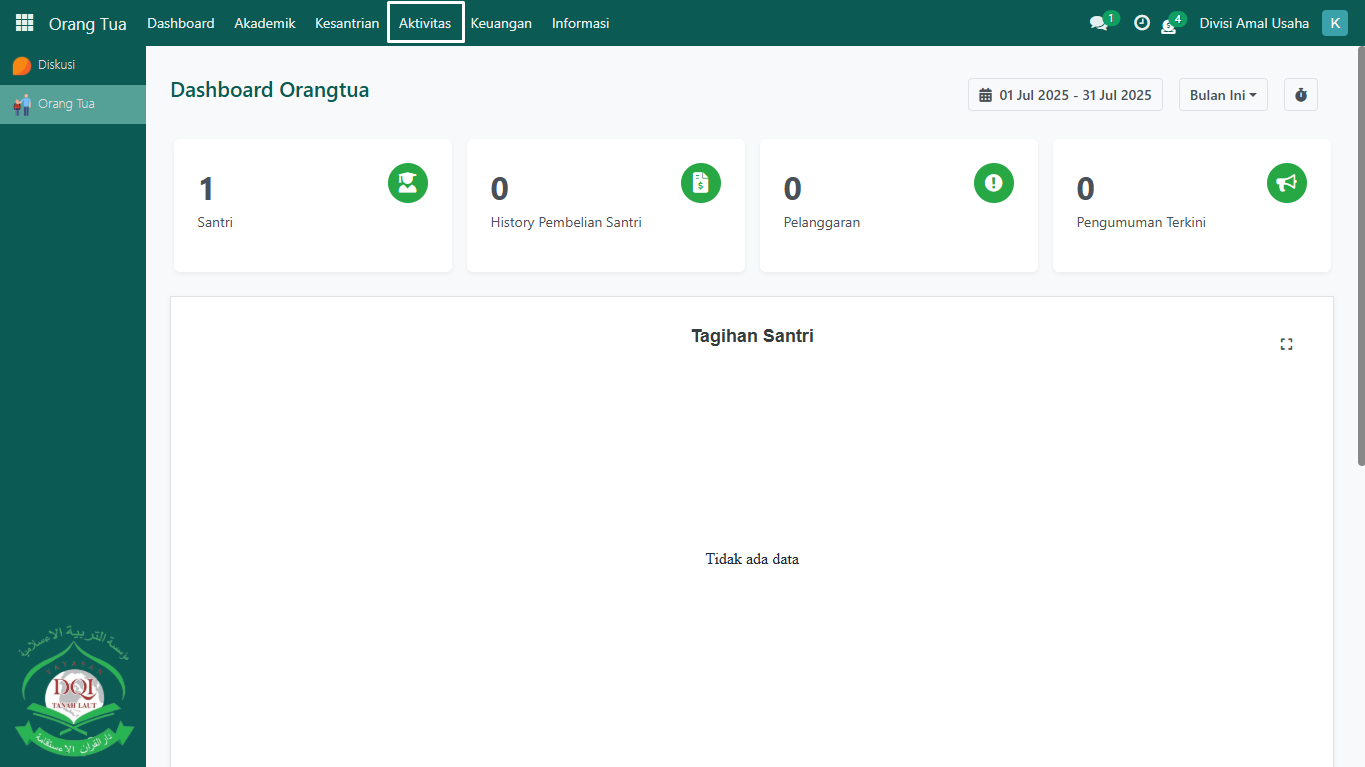 Orang Tua Dashboard Akademik Kesantrian Aktivitas Keuangan Informasi 1 4 Divisi Amal Usaha K
Diskusi
Orang Tua
Dashboard Orangtua
01 Jul 2025 - 31 Jul 2025 Bulan Ini
1
Santri
0
History Pembelian Santri
0
Pelanggaran
0
Pengumuman Terkini
Tagihan Santri
Tidak ada data
مؤسسة التربية الإسلامية
YAYASAN
DQI
TANAH LAUT
دار القرآن الاستقامة